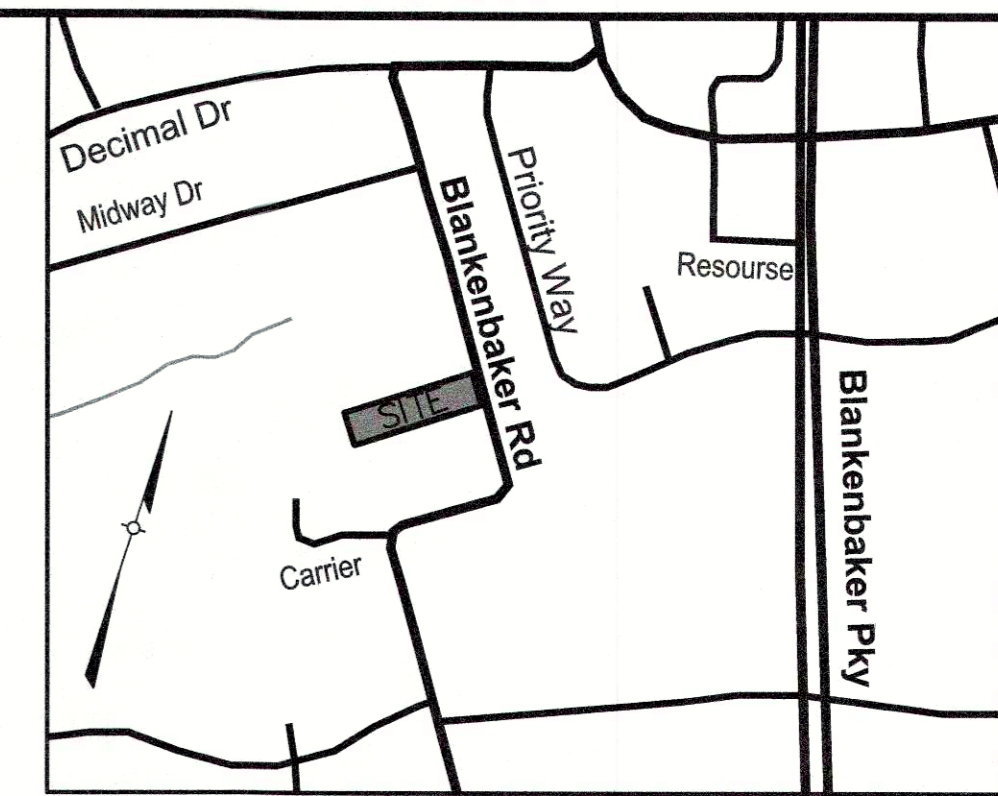 Decimal Dr
Midway Dr
Blankenbaker Rd
Priority Way
Resourse
SITE
Blankenbaker Pky
Carrier